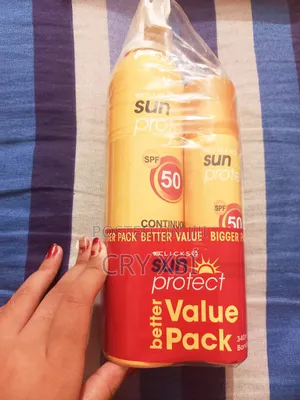 sun
protect
SPF
50
CONTINUOUS
sun
protect
SPF
50
BIGGER PACK BETTER VALUE
BIGGER
CLICKS
sun
protect
better
Value
Pack